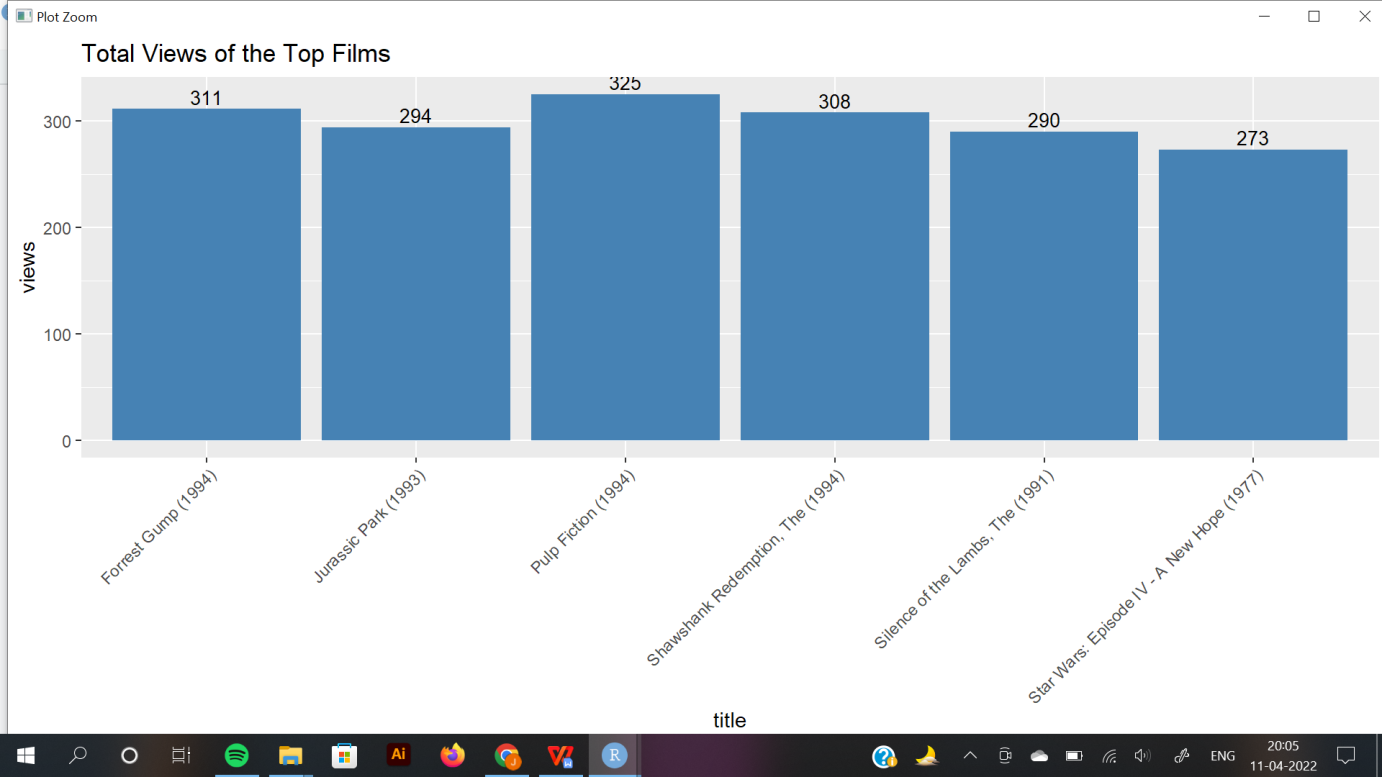 Plot Zoom
Total Views of the Top Films
311
294
325
308
290
273
300
200
100
0
views
Forrest Gump (1994)
Jurassic Park (1993)
Pulp Fiction (1994)
Shawshank Redemption, The (1994)
Silence of the Lambs, The (1991)
Star Wars: Episode IV - A New Hope (1977)
title
Ai
J
W
R
ENG
20:05
11-04-2022